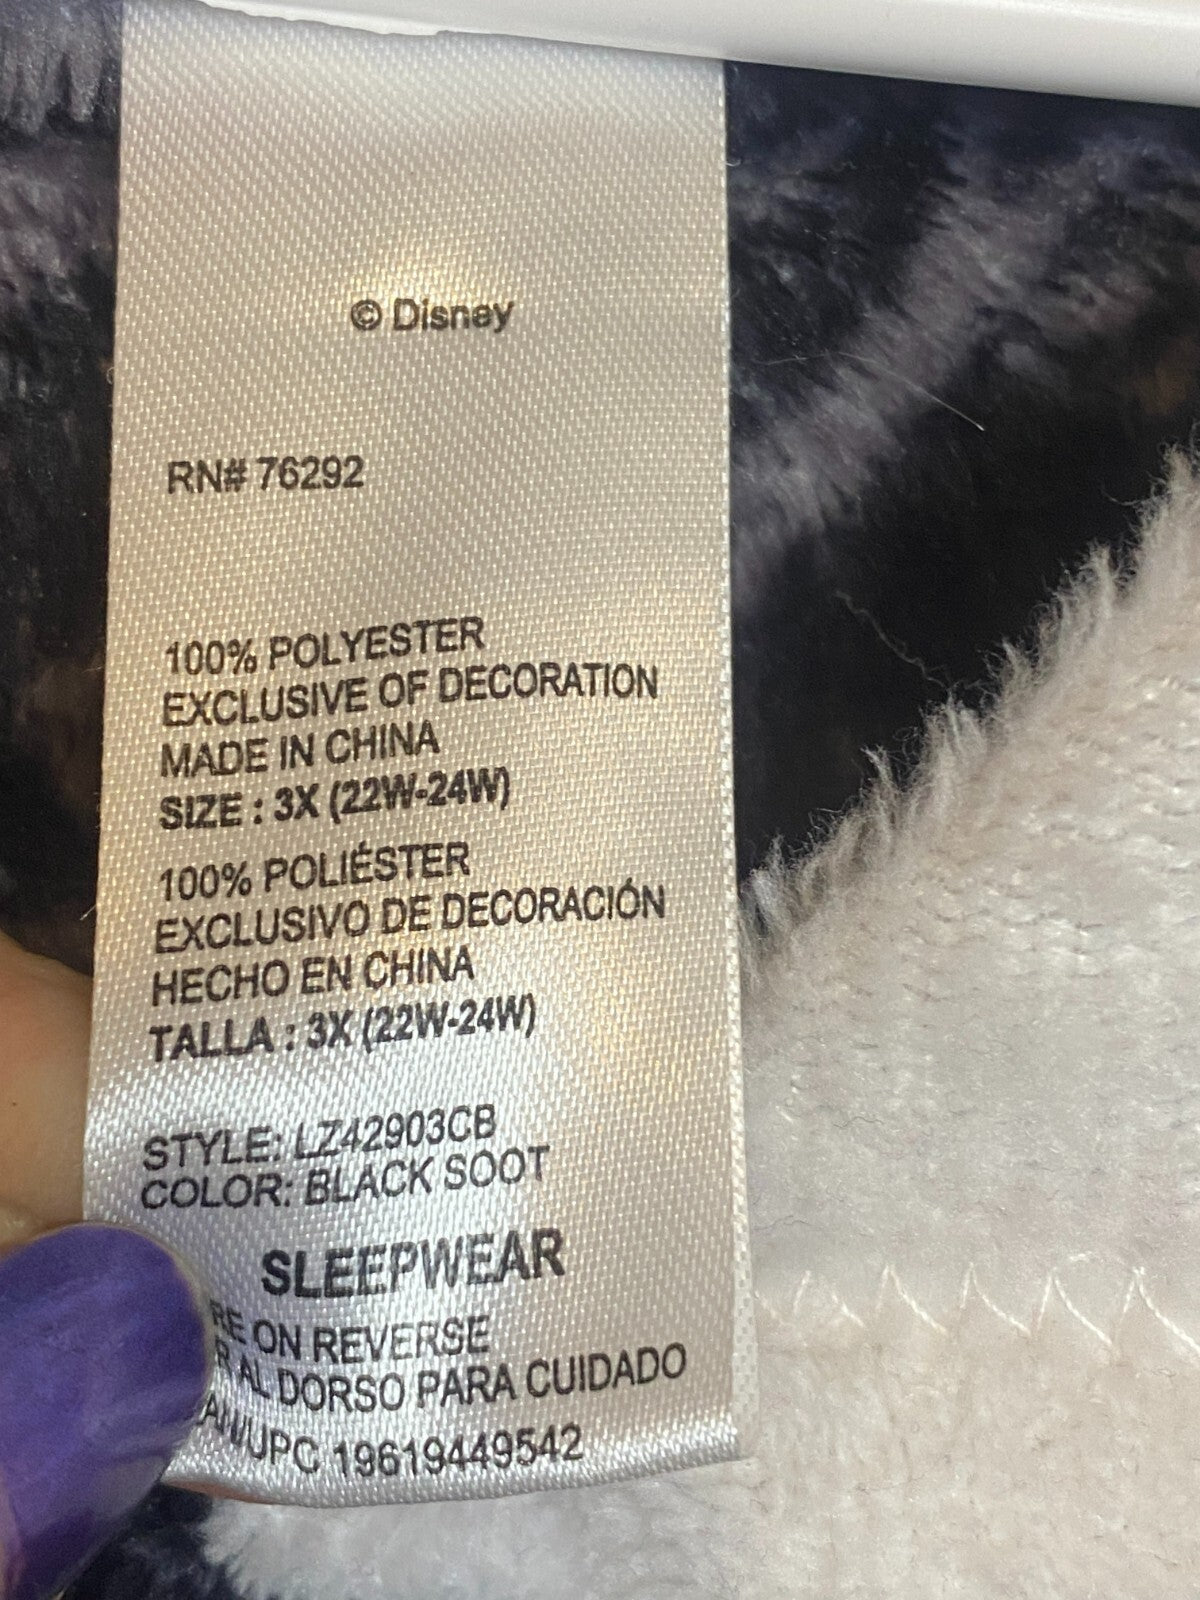 © Disney
RN# 76292
100% POLYESTER
EXCLUSIVE OF DECORATION
MADE IN CHINA
SIZE : 3X (22W-24W)
100% POLIÉSTER
EXCLUSIVO DE DECORACIÓN
HECHO EN CHINA
TALLA : 3X (22W-24W)
STYLE: LZ42903CB
COLOR: BLACK SOOT
SLEEPWEAR
ON REVERSE
AL DORSO PARA CUIDADO
UPC 19619449542